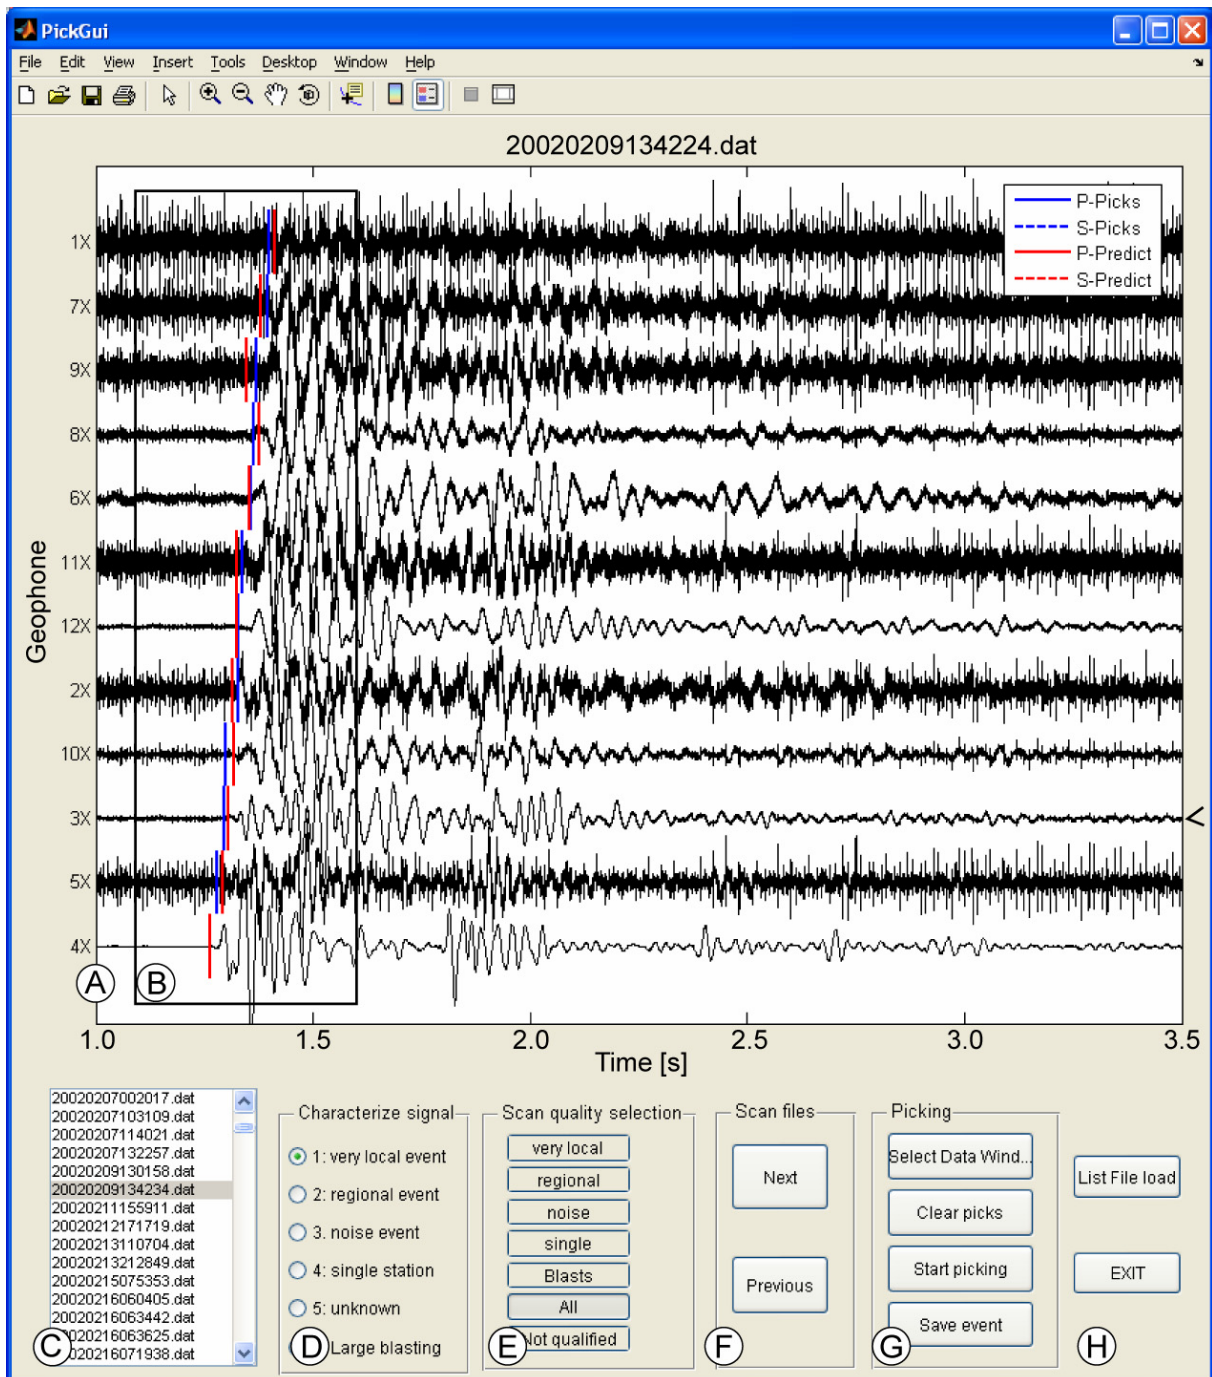 PickGui
File Edit View Insert Tools Desktop Window Help
20020209134224.dat
P-Picks
S-Picks
P-Predict
S-Predict
1X
7X
9X
8X
6X
11X
12X
2X
10X
3X
5X
4X
Geophone
<
A B
1.0 1.5 2.0 2.5 3.0 3.5
Time [s]
20020207002017.dat
20020207103109.dat
20020207114021.dat
20020207132257.dat
20020209130158.dat
20020209134234.dat
20020211155911.dat
20020212171719.dat
20020213110704.dat
20020213212849.dat
20020215075353.dat
20020216060405.dat
20020216063442.dat
20020216063625.dat
20020216071938.dat
C
Characterize signal
1: very local event
2: regional event
3. noise event
4: single station
5: unknown
Large blasting
D
Scan quality selection
very local
regional
noise
single
Blasts
All
Not qualified
E
Scan files
Next
Previous
F
Picking
Select Data Wind...
Clear picks
Start picking
Save event
G
List File load
EXIT
H